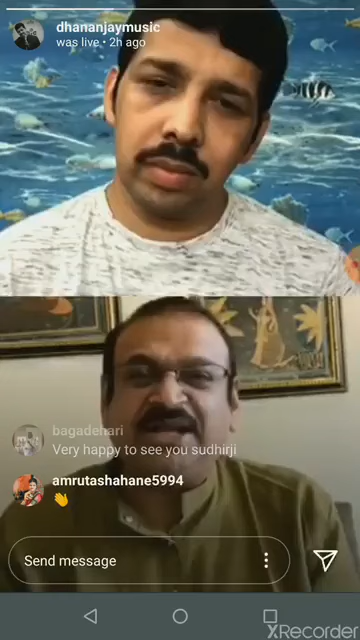 dhananjaymusic
was live • 2h ago
bagadehari
Very happy to see you sudhirji
amrutashahane5994
👋
Send message
XRecorder